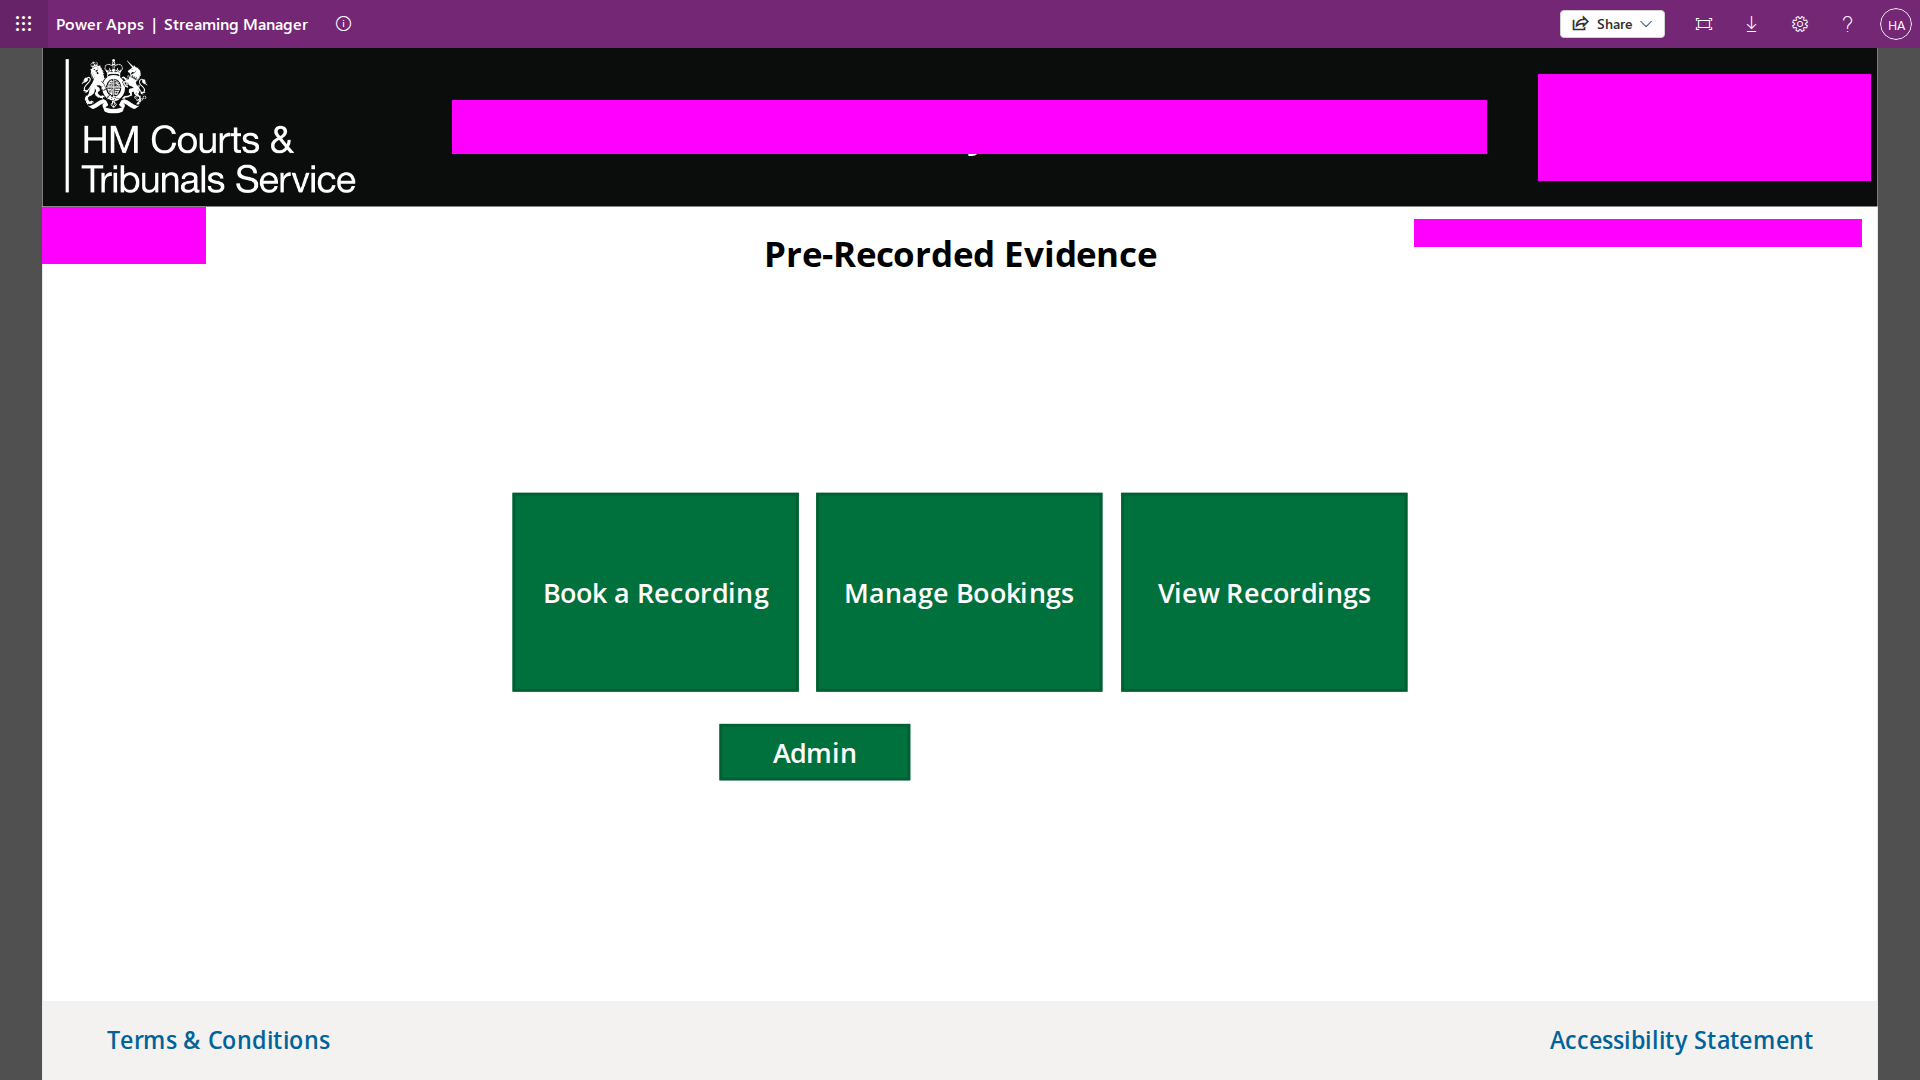 Power Apps | Streaming Manager
Share
HA
HM Courts &
Tribunals Service
Pre-Recorded Evidence
Book a Recording
Manage Bookings
View Recordings
Admin
Terms & Conditions
Accessibility Statement